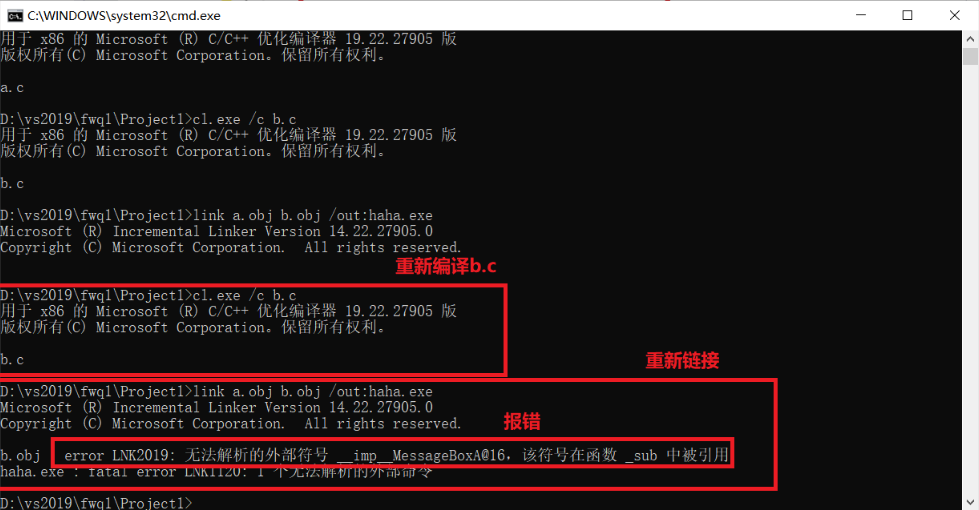 C:\WINDOWS\system32\cmd.exe
用于 x86 的 Microsoft (R) C/C++ 优化编译器 19.22.27905 版
版权所有(C) Microsoft Corporation。保留所有权利。
a.c
D:\vs2019\fwq1\Project1>cl.exe /c b.c
用于 x86 的 Microsoft (R) C/C++ 优化编译器 19.22.27905 版
版权所有(C) Microsoft Corporation。保留所有权利。
b.c
D:\vs2019\fwq1\Project1>link a.obj b.obj /out:haha.exe
Microsoft (R) Incremental Linker Version 14.22.27905.0
Copyright (C) Microsoft Corporation.  All rights reserved.
重新编译b.c
D:\vs2019\fwq1\Project1>cl.exe /c b.c
用于 x86 的 Microsoft (R) C/C++ 优化编译器 19.22.27905 版
版权所有(C) Microsoft Corporation。保留所有权利。
b.c
重新链接
D:\vs2019\fwq1\Project1>link a.obj b.obj /out:haha.exe
Microsoft (R) Incremental Linker Version 14.22.27905.0
Copyright (C) Microsoft Corporation.  All rights reserved.
报错
b.obj error LNK2019: 无法解析的外部符号 __imp__MessageBoxA@16，该符号在函数 _sub 中被引用
haha.exe : fatal error LNK1120: 1 个无法解析的外部命令
D:\vs2019\fwq1\Project1>